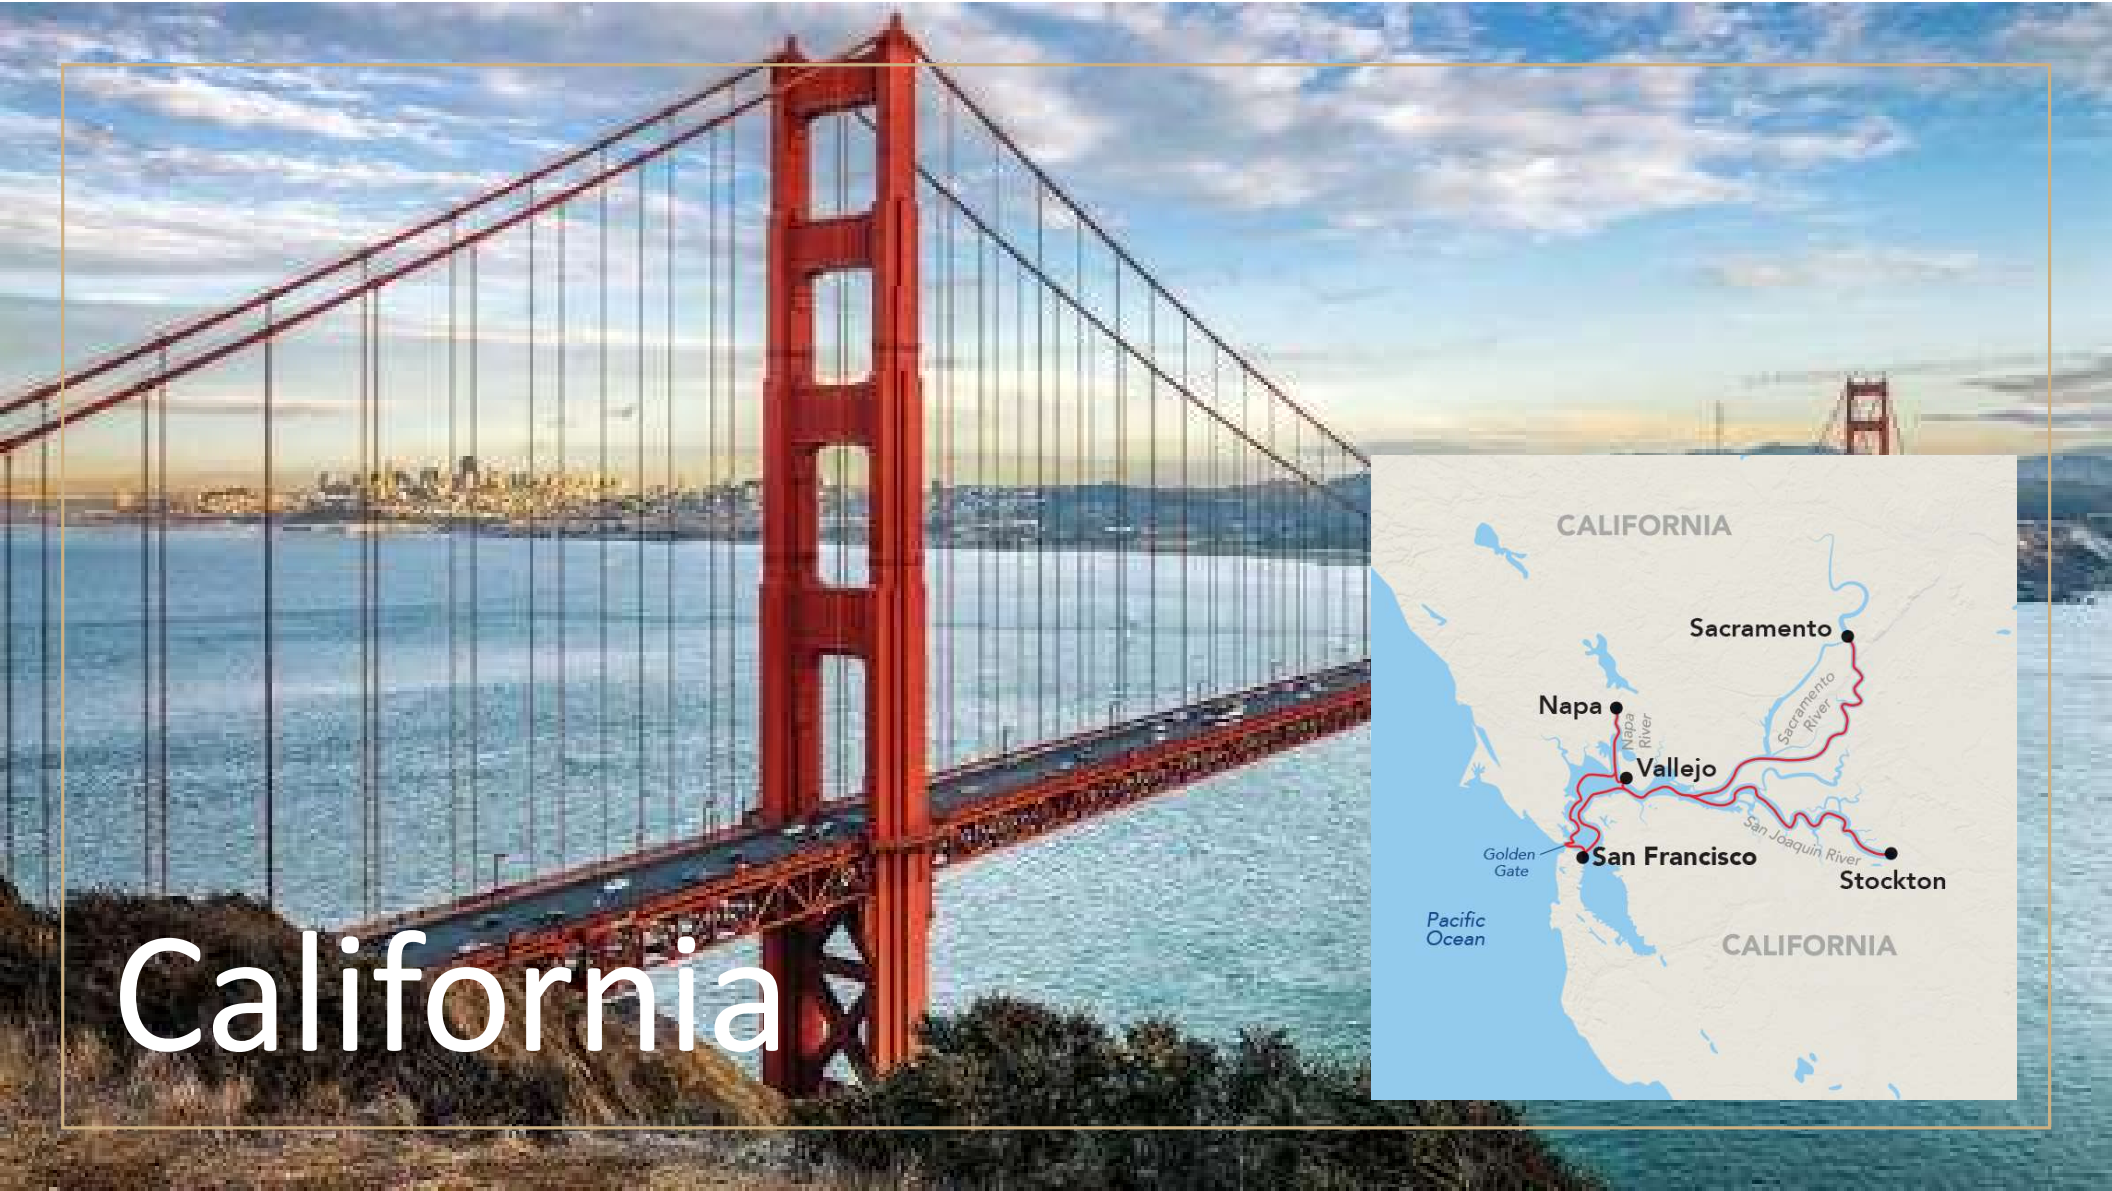 California
CALIFORNIA
Sacramento
Sacramento
River
Napa
Napa
River
Vallejo
San Joaquin River
Golden
Gate
San Francisco
Stockton
Pacific
Ocean
CALIFORNIA